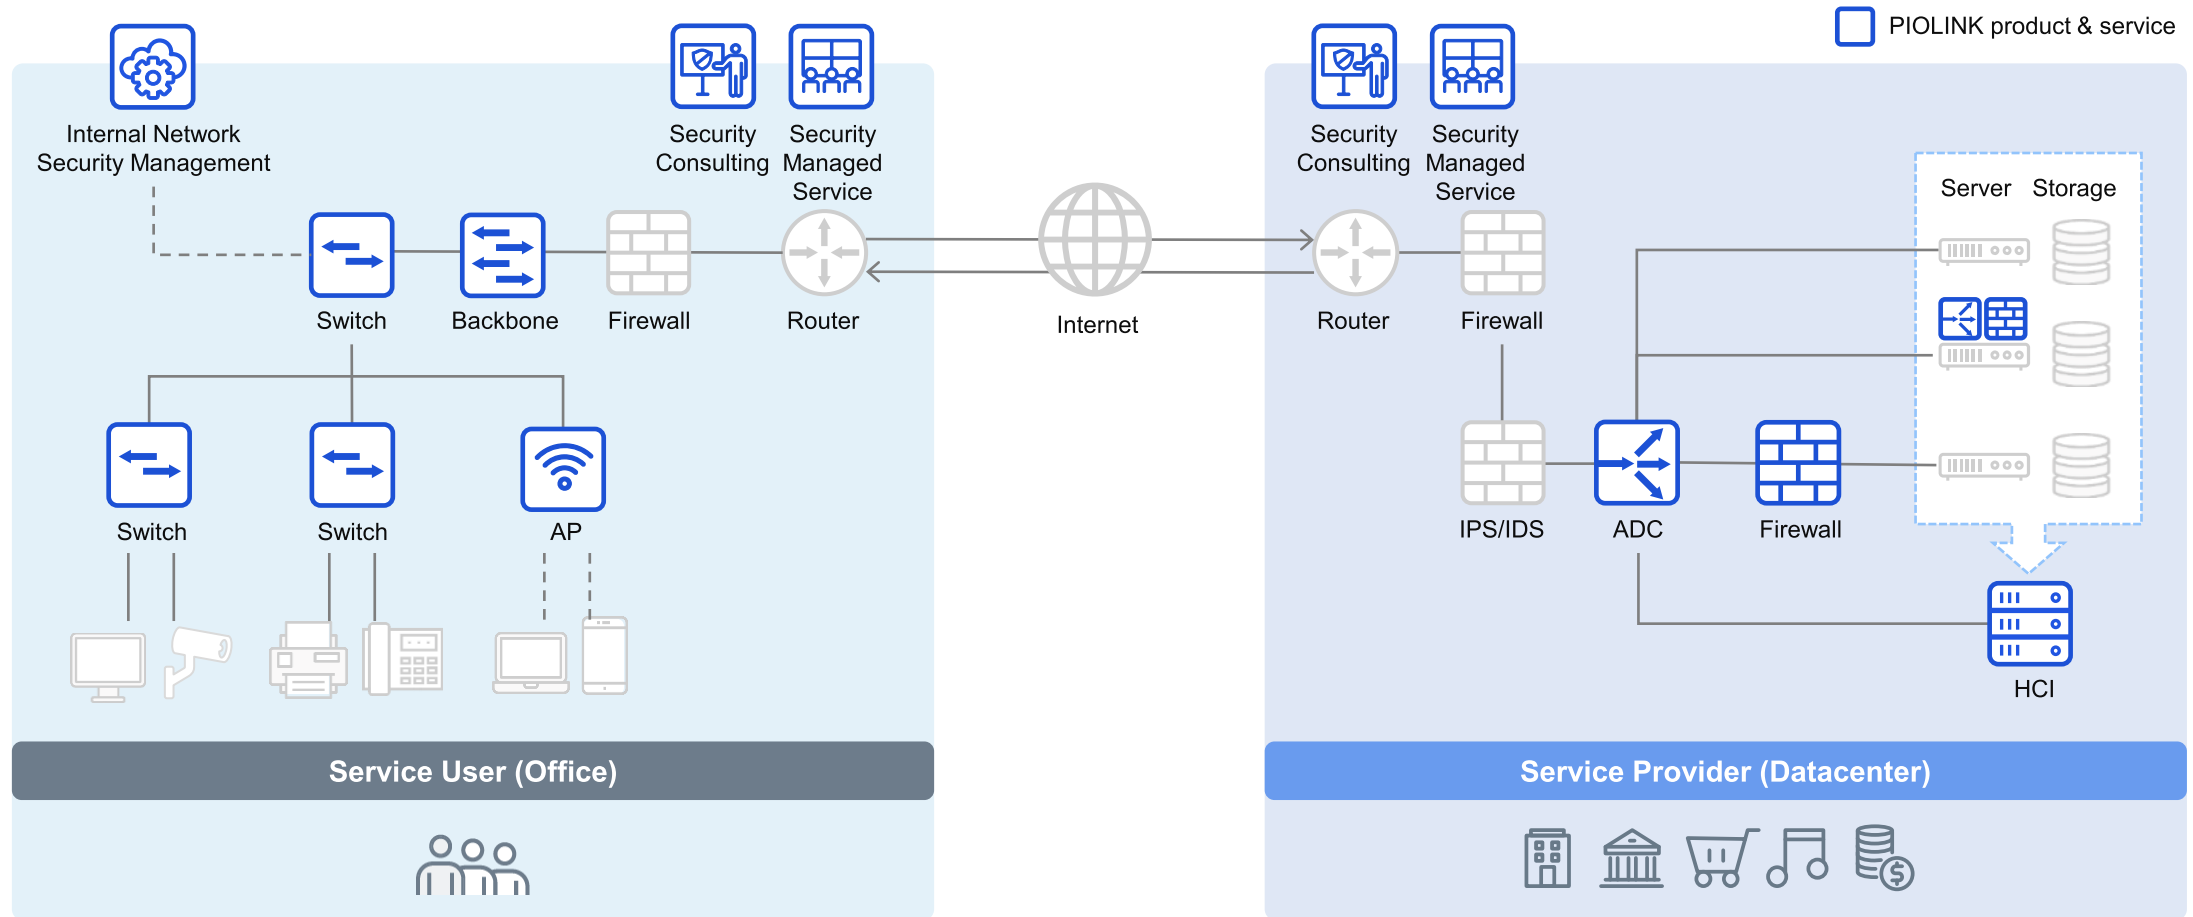 PIOLINK product & service
Internal Network
Security Management
Security
Consulting
Security
Managed
Service
Switch
Backbone
Firewall
Router
Switch
Switch
AP
Service User (Office)
Internet
Security
Consulting
Security
Managed
Service
Router
Firewall
Server
Storage
IPS/IDS
ADC
Firewall
HCI
Service Provider (Datacenter)
$